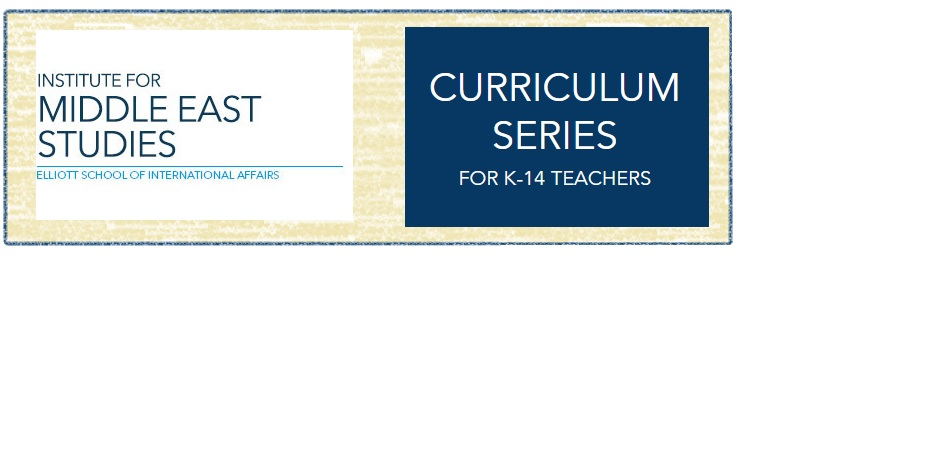 INSTITUTE FOR
MIDDLE EAST
STUDIES
ELLIOTT SCHOOL OF INTERNATIONAL AFFAIRS
CURRICULUM
SERIES
FOR K-14 TEACHERS